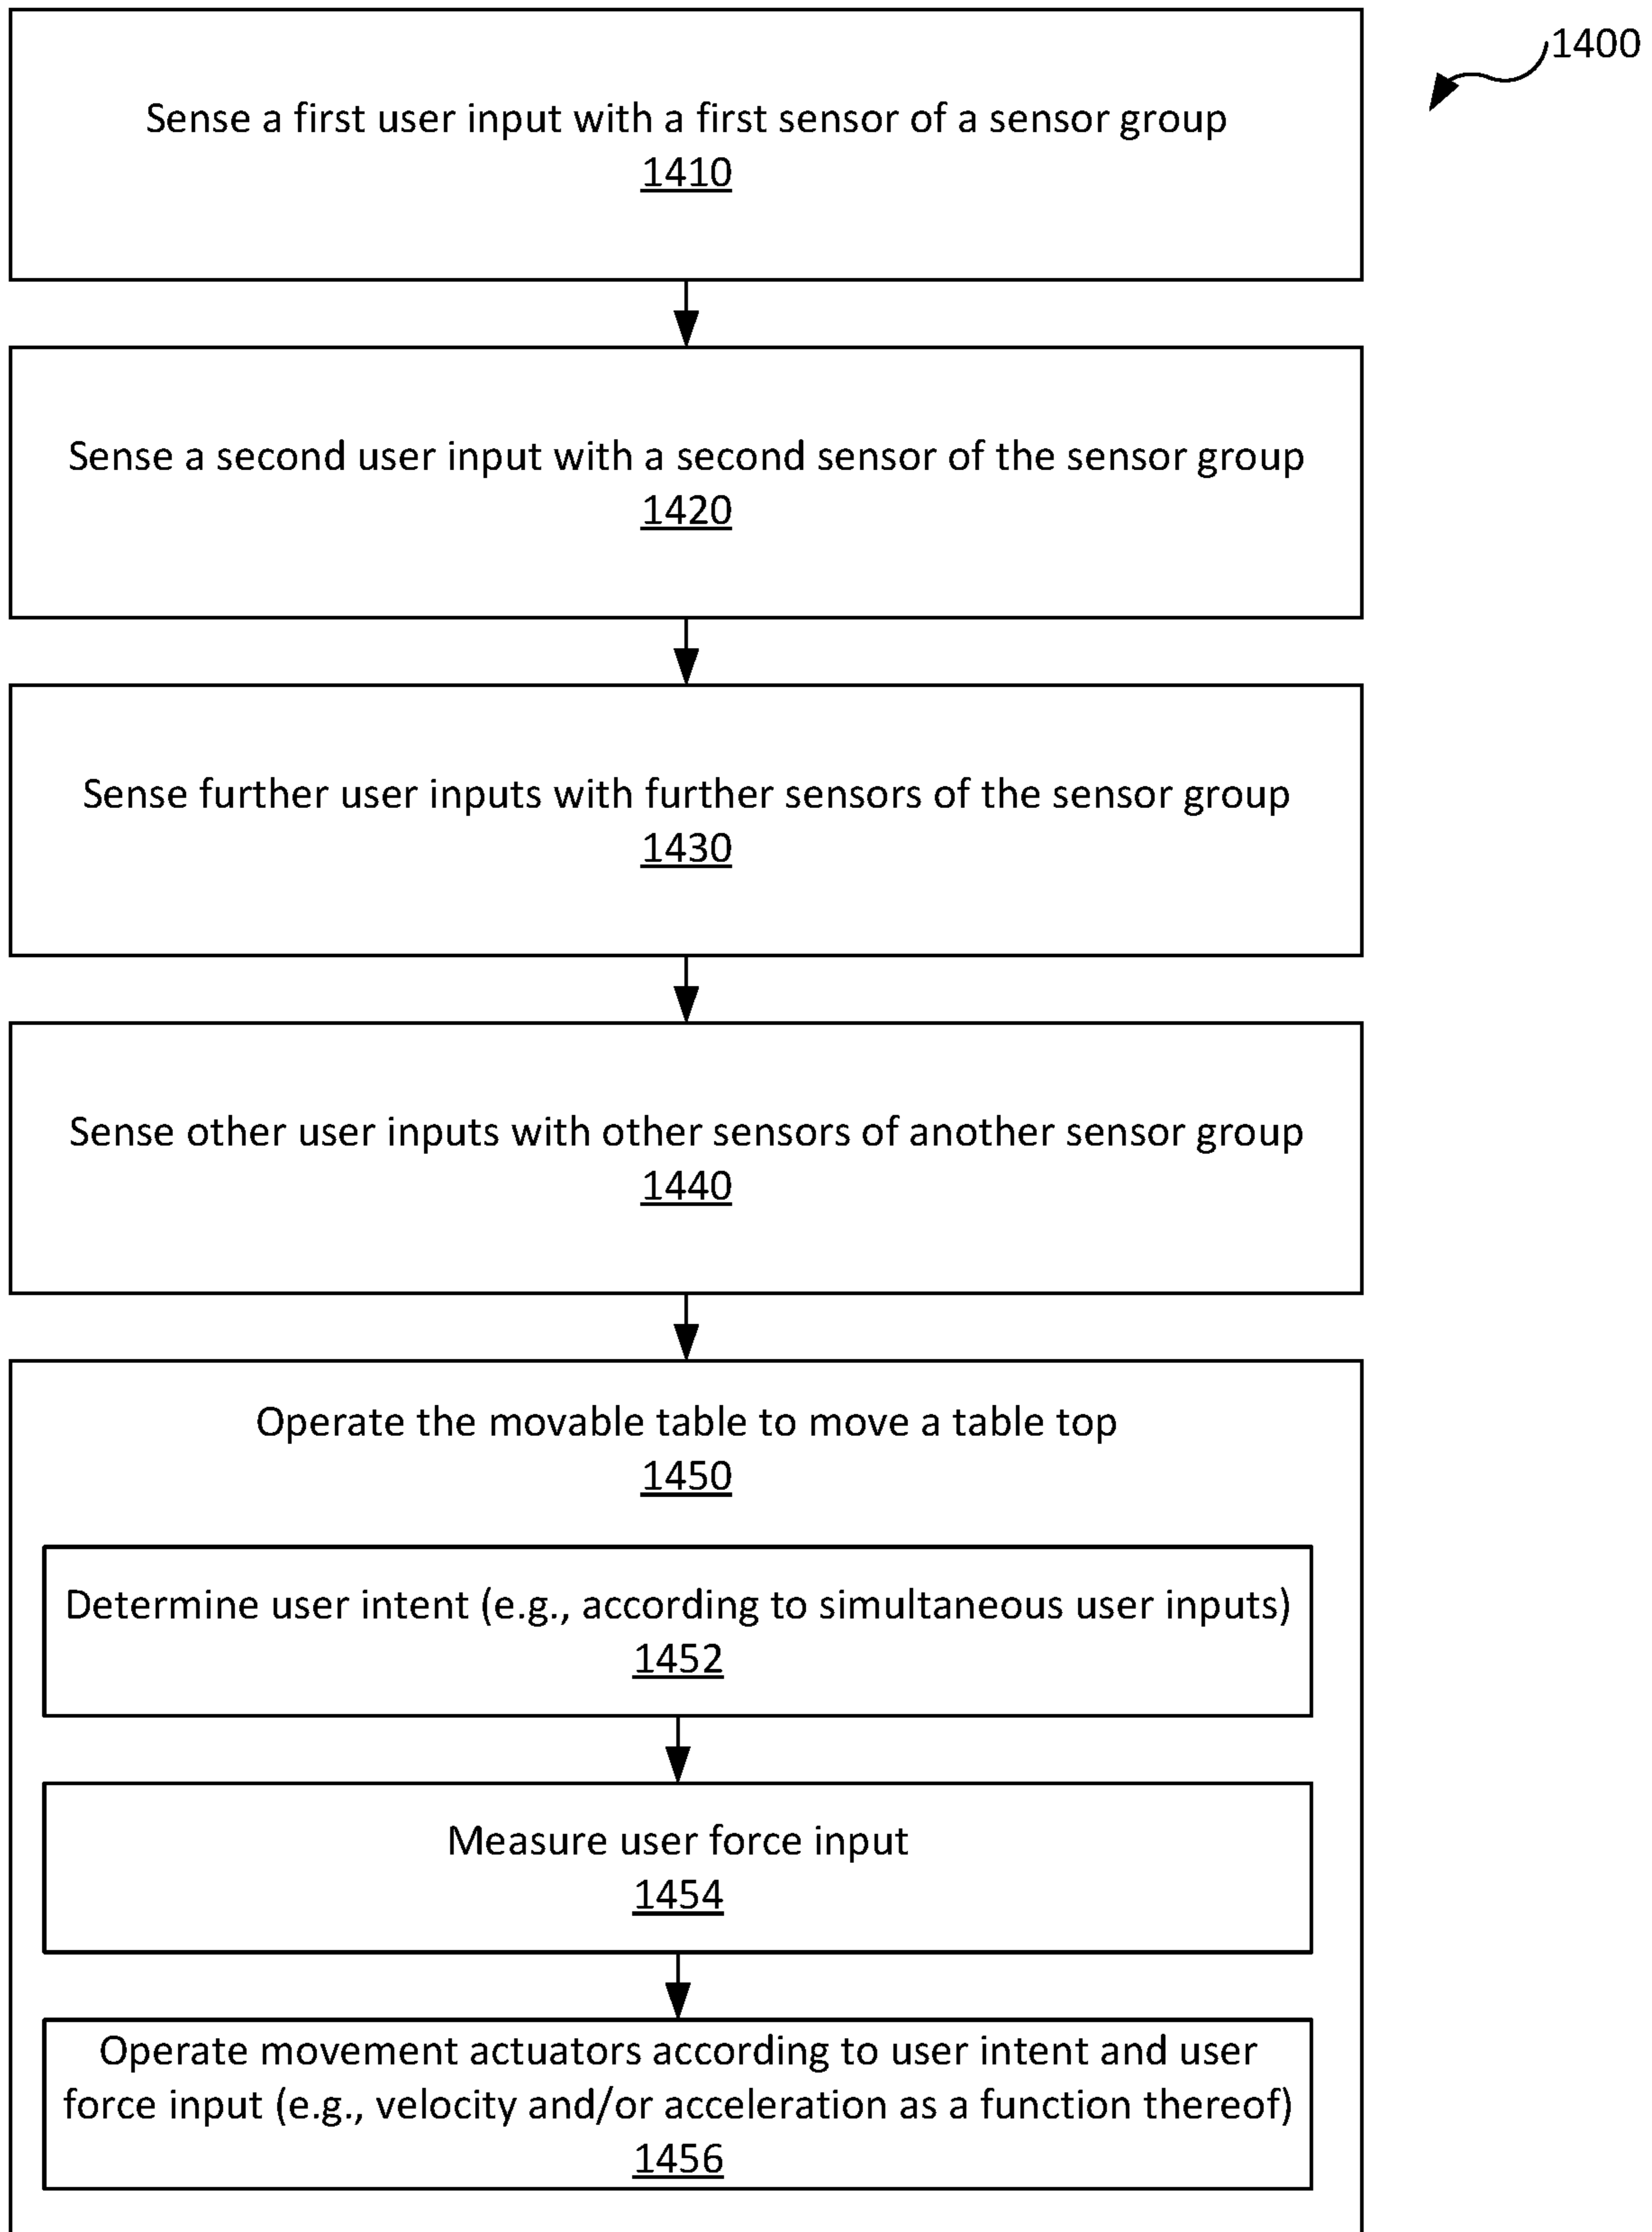 1400
Sense a first user input with a first sensor of a sensor group
1410
Sense a second user input with a second sensor of the sensor group
1420
Sense further user inputs with further sensors of the sensor group
1430
Sense other user inputs with other sensors of another sensor group
1440
Operate the movable table to move a table top
1450
Determine user intent (e.g., according to simultaneous user inputs)
1452
Measure user force input
1454
Operate movement actuators according to user intent and user
force input (e.g., velocity and/or acceleration as a function thereof)
1456